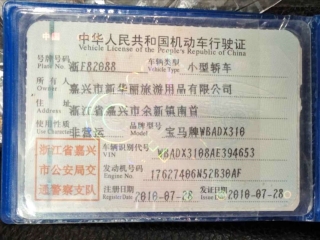 中华人民共和国机动车行驶证
Vehicle License of the People's Republic of China
号牌号码 浙F82088 车辆类型 小型轿车
Plate No. Vehicle Type
所有人 嘉兴市新华丽旅游用品有限公司
Owner
住址 嘉兴市余新镇南首
Address
使用性质 非营运 品牌型号 宝马牌WBADX310
Use Character Model
浙江省嘉兴市公安局交通警察支队
车辆识别代号 WBADX3108AE394653
VIN
发动机号码 17627406N52B30AF
Engine No.
注册日期 2010-07-28 发证日期 2010-07-28
Register Date Issue Date